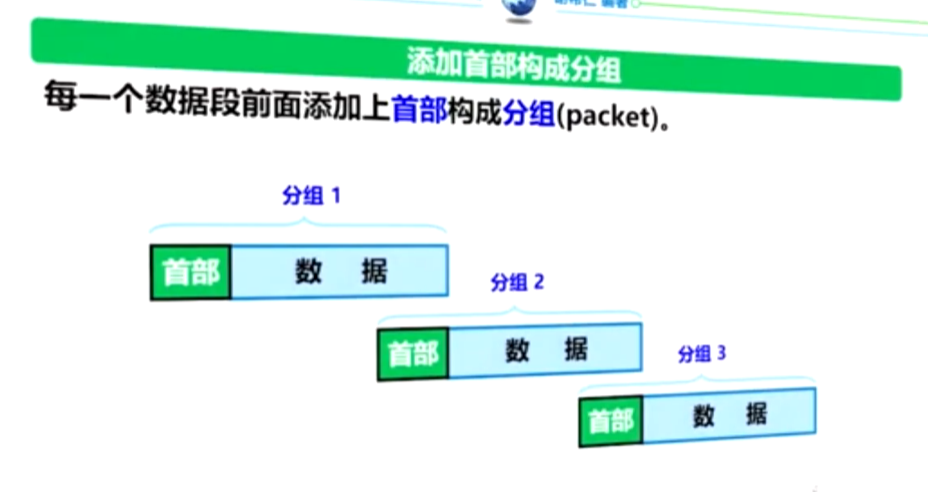 编著
添加首部构成分组
每一个数据段前面添加上首部构成分组(packet)。
分组 1
首部 数 据
分组 2
首部 数 据
分组 3
首部 数 据